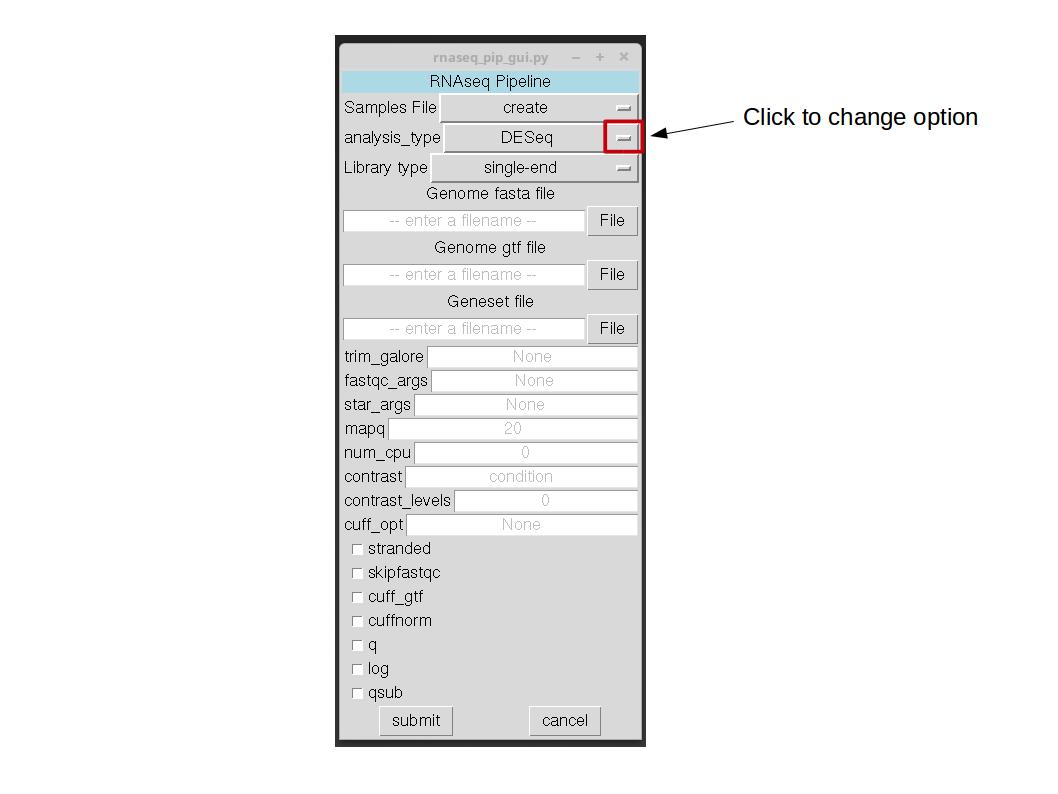 rnaseq_pip_gui.py
RNAseq Pipeline
Samples File create
analysis_type DESeq
Click to change option
Library type single-end
Genome fasta file
-- enter a filename -- File
Genome gtf file
-- enter a filename -- File
Geneset file
-- enter a filename -- File
trim_galore None
fastqc_args None
star_args None
mapq 20
num_cpu 0
contrast condition
contrast_levels 0
cuff_opt None
stranded
skipfastqc
cuff_gtf
cuffnorm
q
log
qsub
submit cancel